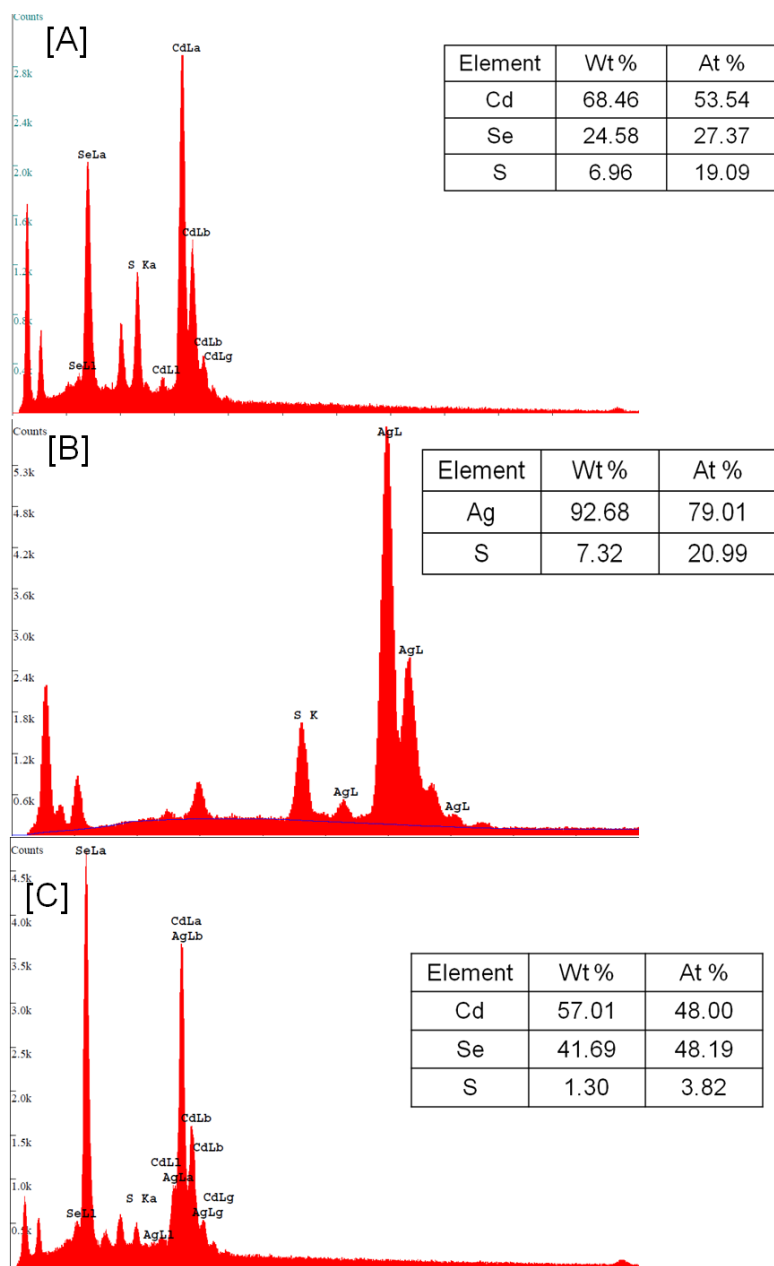 Counts
[A]
2.8k
2.4k
2.0k
1.6k
1.2k
0.8k
0.4
CdLa
SeLa
CdLb
S Ka
CdLb
CdLg
CdLl
SeLl
Element Wt % At %
Cd 68.46 53.54
Se 24.58 27.37
S 6.96 19.09
Counts
[B]
5.3k
4.8k
4.2k
3.6k
3.0k
2.4k
1.8k
1.2k
0.6k
AgL
AgL
S K
AgL
AgL
Element Wt % At %
Ag 92.68 79.01
S 7.32 20.99
Counts
[C]
4.5k
4.0k
3.5k
3.0k
2.5k
2.0k
1.5k
1.0k
0.5k
SeLa
CdLa
AgLb
CdLb
CdLb
CdLl
AgLa
S Ka
CdLg
SeLl
AgLg
AgLl
Element Wt % At %
Cd 57.01 48.00
Se 41.69 48.19
S 1.30 3.82